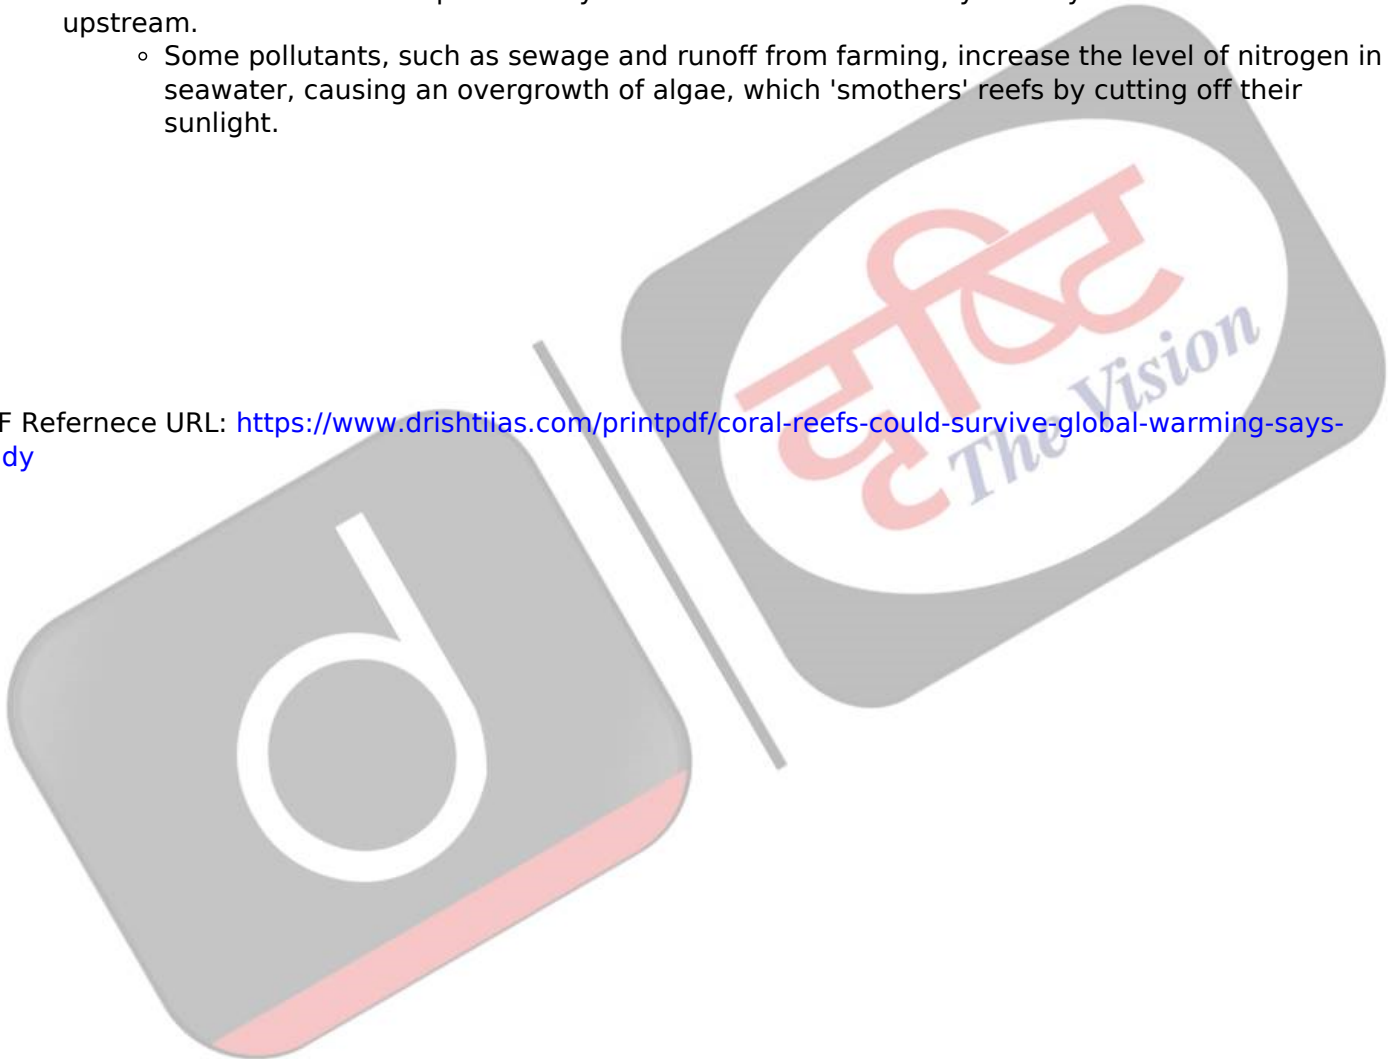 upstream.
◦ Some pollutants, such as sewage and runoff from farming, increase the level of nitrogen in
seawater, causing an overgrowth of algae, which 'smothers' reefs by cutting off their
sunlight.
दृष्टि
The Vision
F Refernece URL: https://www.drishtiias.com/printpdf/coral-reefs-could-survive-global-warming-says-
dy
d